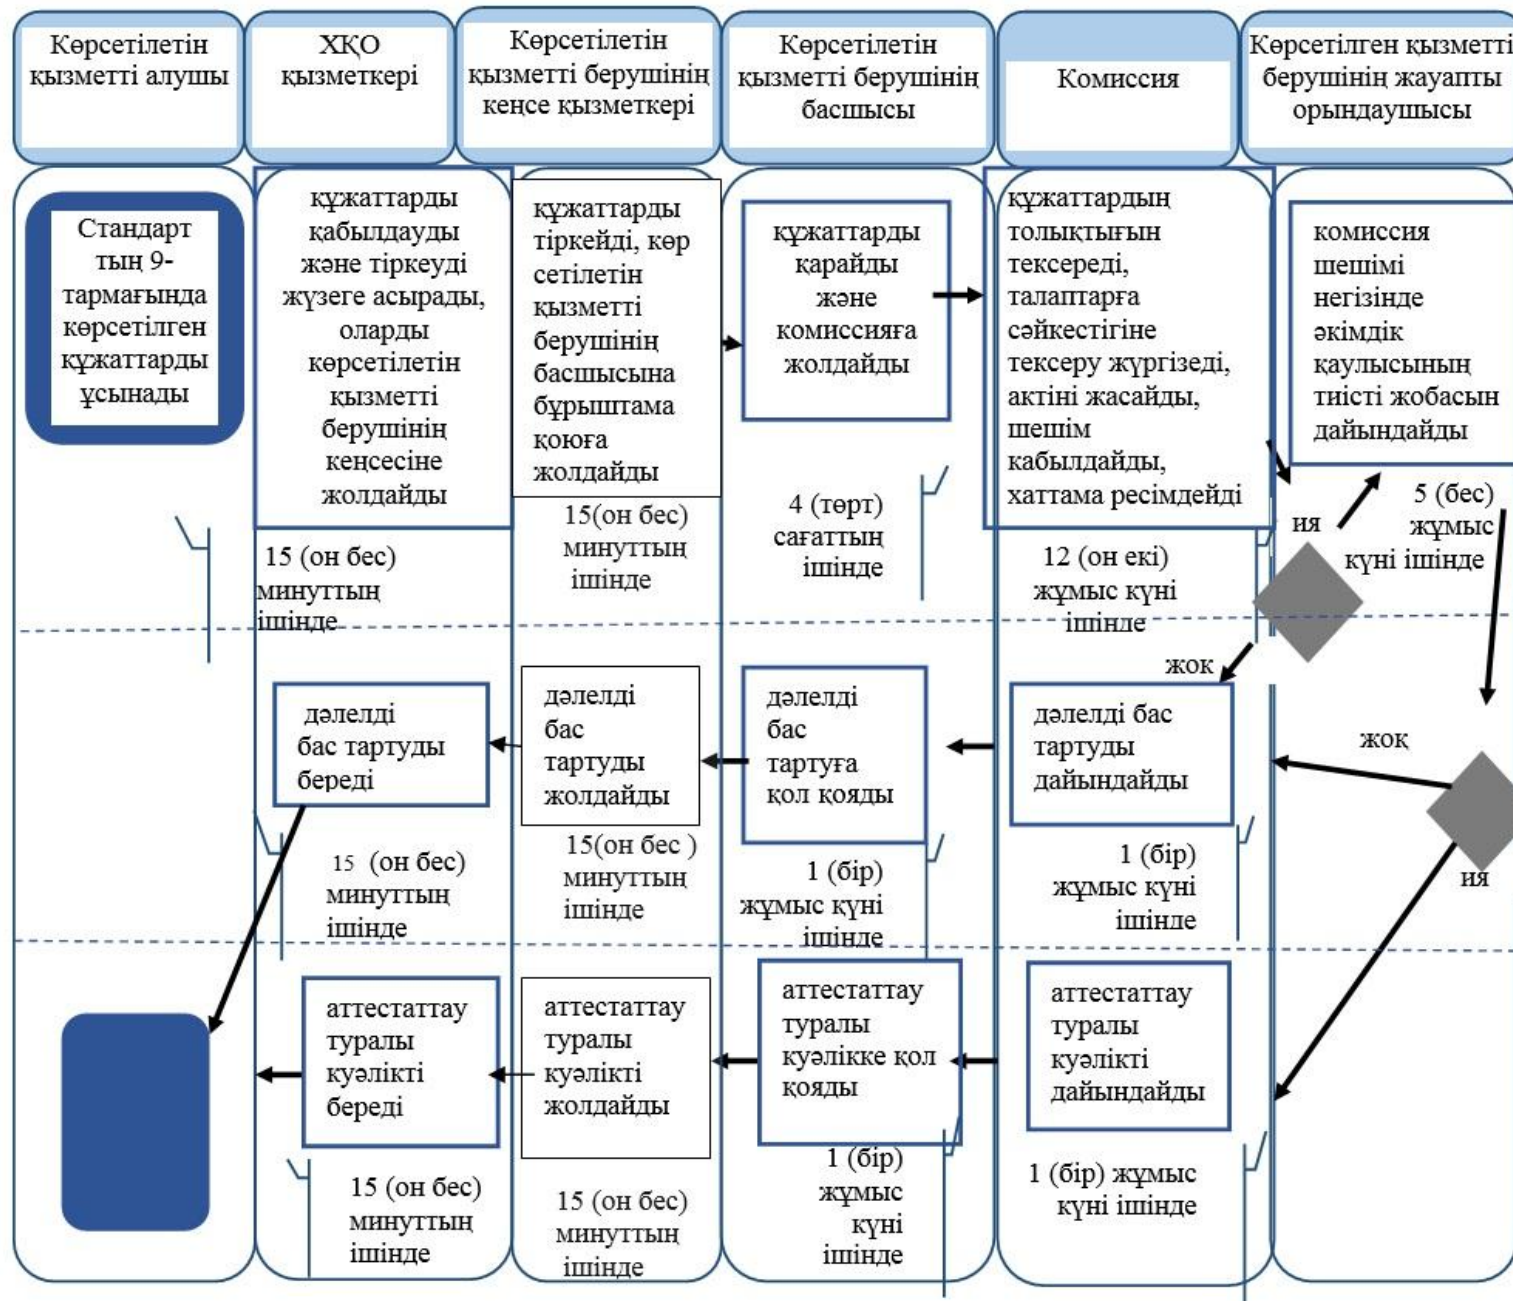 Көрсетілетін
қызметті алушы
ХҚО
қызметкері
Көрсетілетін
қызметті берушінің
кеңсе қызметкері
Көрсетілетін
қызметті берушінің
басшысы
Комиссия
Көрсетілген қызметті
берушінің жауапты
орындаушысы
Стандарт
тың 9-
тармағында
көрсетілген
құжаттарды
ұсынады
құжаттарды
қабылдауды
және тіркеуді
жүзеге асырады,
оларды
көрсетілетін
қызметті
берушінің
кеңсесіне
жолдайды
15 (он бес)
минуттың
ішінде
құжаттарды
тіркейді, көр
сетілетін
қызметті
берушінің
басшысына
бұрыштама
қоюға
жолдайды
15(он бес)
минуттың
ішінде
құжаттарды
қарайды
және
комиссияға
жолдайды
4 (төрт)
сағаттың
ішінде
құжаттардың
толықтығын
тексереді,
талаптарға
сәйкестігіне
тексеру жүргізеді,
актіні жасайды,
шешім
кабылдайды,
хаттама ресімдейді
12 (он екі)
жұмыс күні
ішінде
комиссия
шешімі
негізінде
әкімдік
қаулысының
тиісті жобасын
дайындайды
ия
5 (бес)
жұмыс
күні ішінде
жок
дәлелді
бас тартуды
береді
15 (он бес)
минуттың
ішінде
дәлелді
бас
тартуды
жолдайды
15(он бес )
минуттың
ішінде
дәлелді
бас
тартуға
қол қояды
1 (бір)
жұмыс қүні
ішінде
дәлелді бас
тартуды
дайындайды
1 (бір)
жұмыс күні
ішінде
жоқ
ия
аттестаттау
туралы
куәлікті
береді
15 (он бес)
минуттың
ішінде
аттестаттау
туралы
куәлікті
жолдайды
15 (он бес)
минуттың
ішінде
аттестаттау
туралы
куәлікке қол
қояды
1 (бір)
жұмыс
күні
ішінде
аттестаттау
туралы
куәлікті
дайындайды
1 (бір) жұмыс
күні ішінде